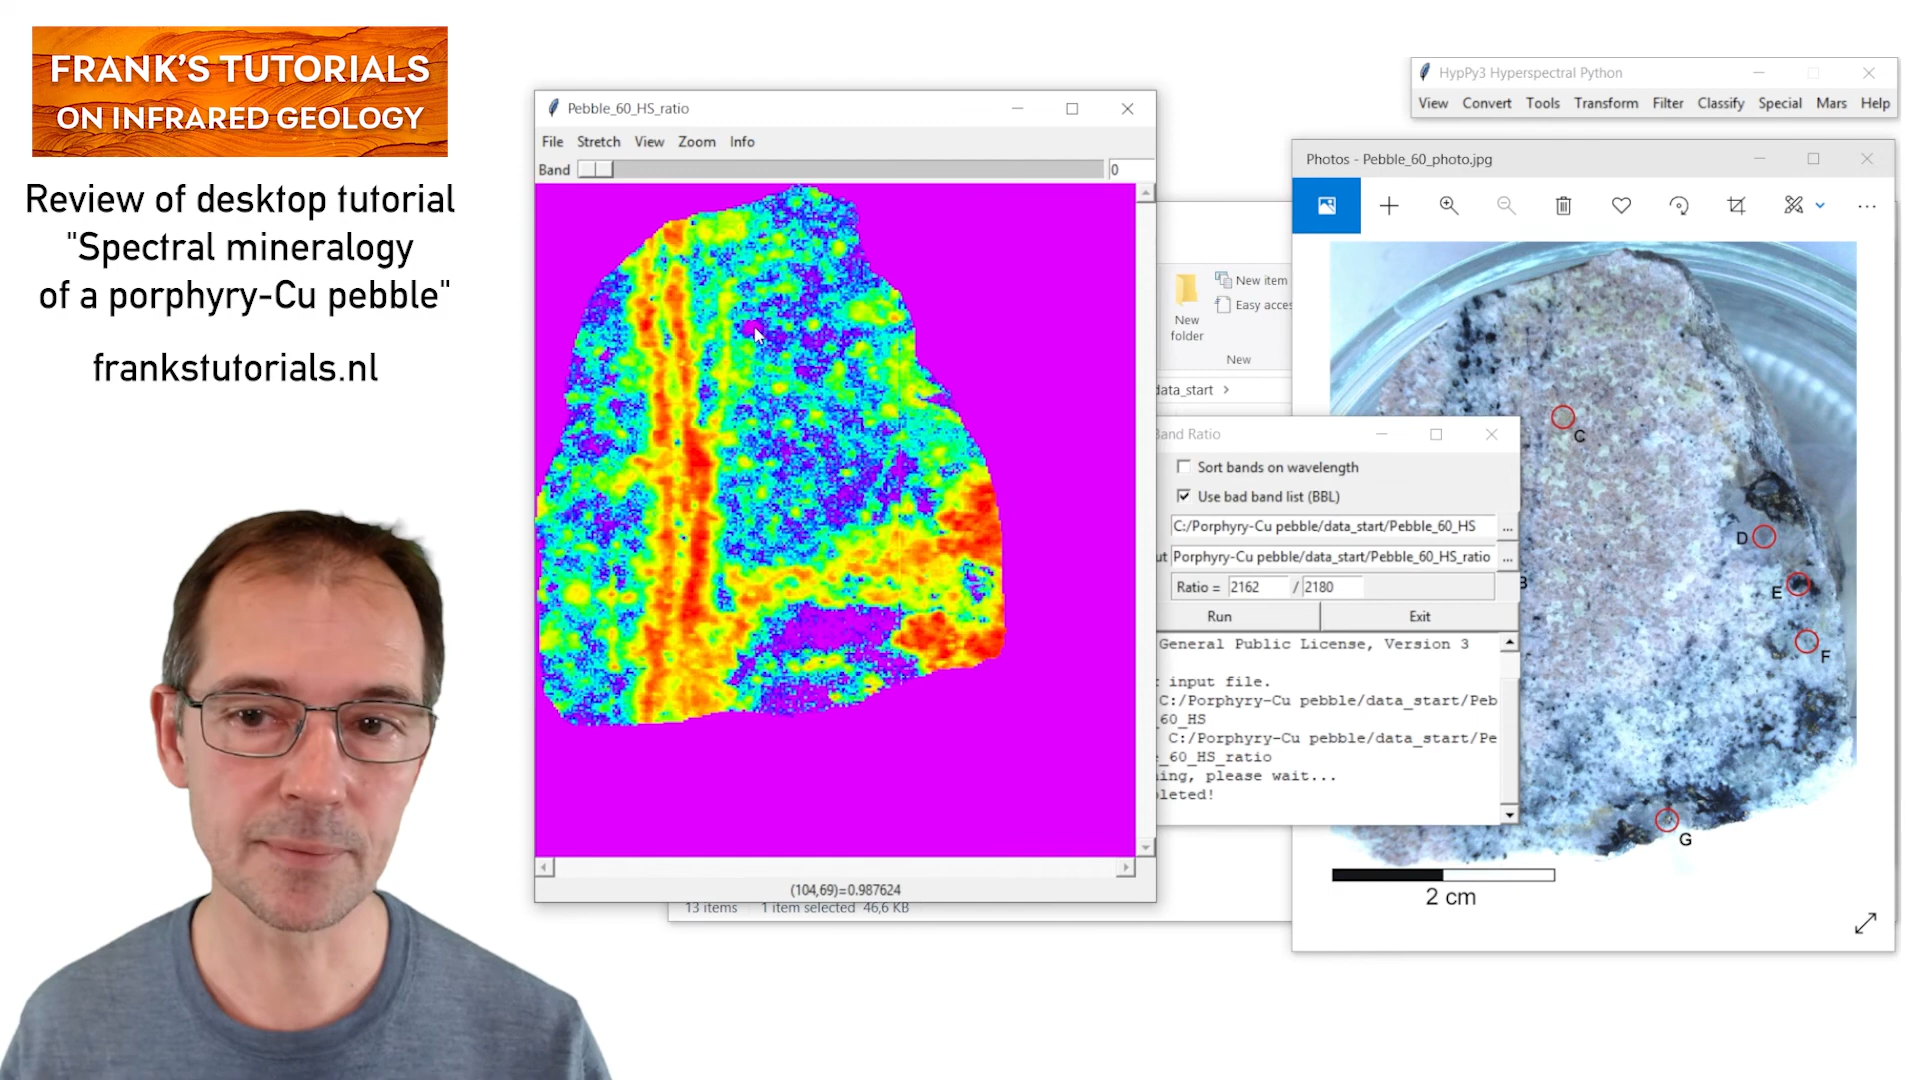 FRANK'S TUTORIALS
ON INFRARED GEOLOGY
Review of desktop tutorial
"Spectral mineralogy
of a porphyry-Cu pebble"
frankstutorials.nl
Pebble_60_HS_ratio
File Stretch View Zoom Info
Band 0
(104,69)=0.987624
13 items 1 item selected 46,6 KB
HypPy3 Hyperspectral Python
View Convert Tools Transform Filter Classify Special Mars Help
Photos - Pebble_60_photo.jpg
New item
Easy acces
New
folder
New
data_start
Band Ratio
Sort bands on wavelength
Use bad band list (BBL)
C:/Porphyry-Cu pebble/data_start/Pebble_60_HS ...
ut Porphyry-Cu pebble/data_start/Pebble_60_HS_ratio ...
Ratio = 2162 / 2180
Run Exit
General Public License, Version 3
input file.
C:/Porphyry-Cu pebble/data_start/Peb
_60_HS
C:/Porphyry-Cu pebble/data_start/Pe
_60_HS_ratio
ing, please wait...
leted!
C
D
B
E
F
G
2 cm